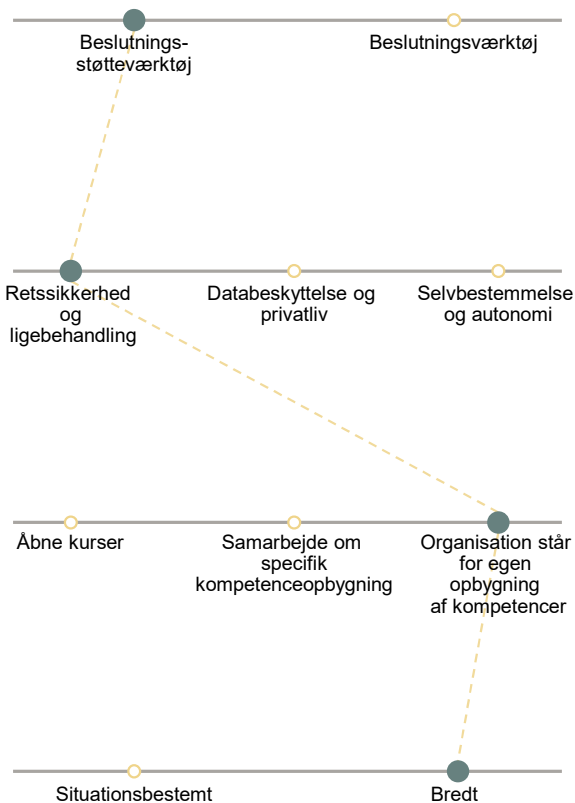 Beslutnings-
støtteværktøj
Beslutningsværktøj
Retssikkerhed
og
ligebehandling
Databeskyttelse og
privatliv
Selvbestemmelse
og autonomi
Åbne kurser
Samarbejde om
specifik
kompetenceopbygning
Organisation står
for egen
opbygning
af kompetencer
Situationsbestemt
Bredt